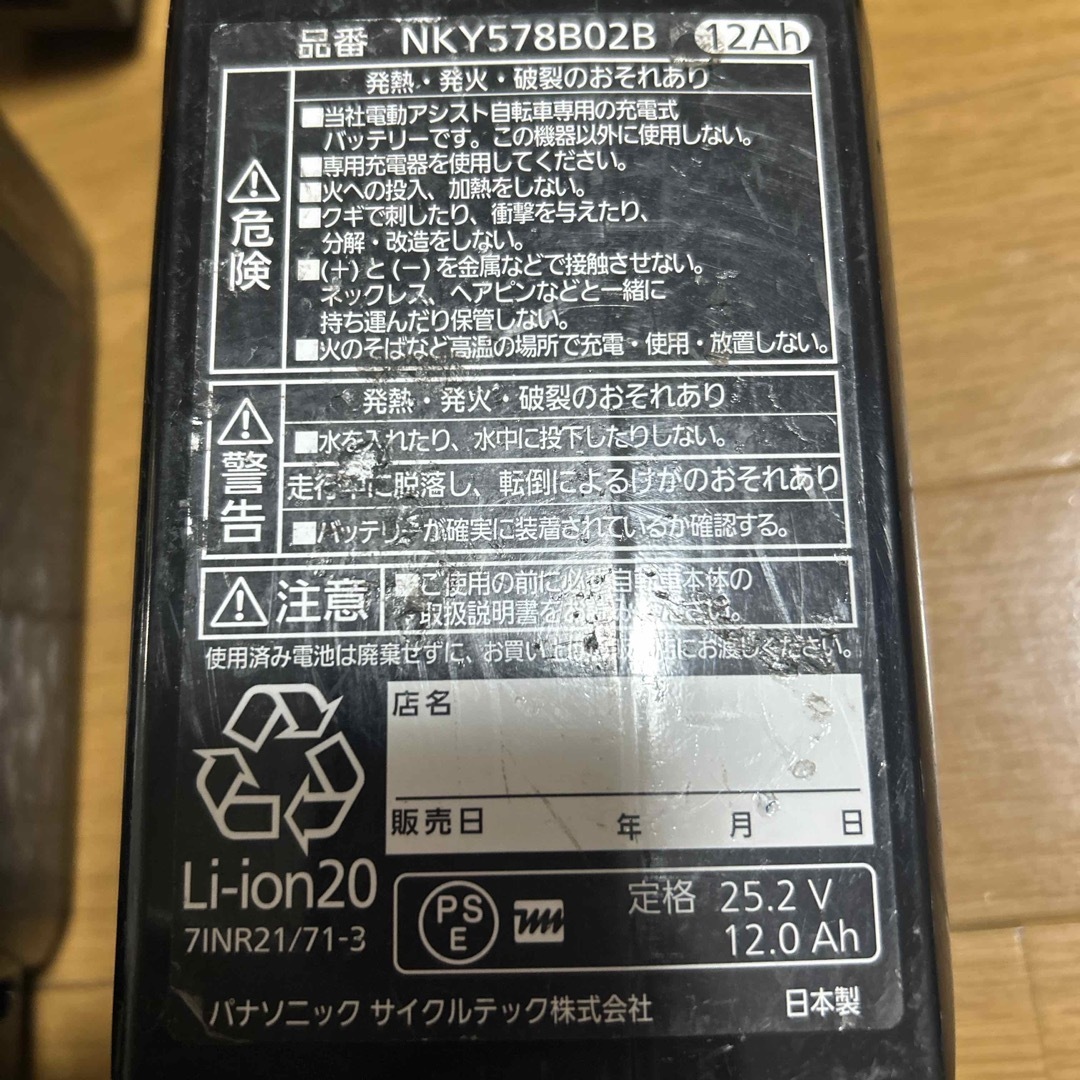 品番 NKY578B02B 12Ah
発熱・発火・破裂のおそれあり
危険
■当社電動アシスト自転車専用の充電式
バッテリーです。この機器以外に使用しない。
■専用充電器を使用してください。
■火への投入、加熱をしない。
■クギで刺したり、衝撃を与えたり、
分解・改造をしない。
■(+)と(−)を金属などで接触させない。
ネックレス、ヘアピンなどと一緒に
持ち運んだり保管しない。
■火のそばなど高温の場所で充電・使用・放置しない。
警告
発熱・発火・破裂のおそれあり
■水を入れたり、水中に投下したりしない。
走行中に脱落し、転倒によるけがのおそれあり
■バッテリーが確実に装着されているか確認する。
注意
■ご使用の前に必ず自転車本体の
取扱説明書をお読みください。
使用済み電池は廃棄せずに、お買い上げの販売店にお渡しください。
店名
販売日 年 月 日
Li-ion20
7INR21/71-3
PSE
定格 25.2 V
12.0 Ah
パナソニック サイクルテック株式会社
日本製